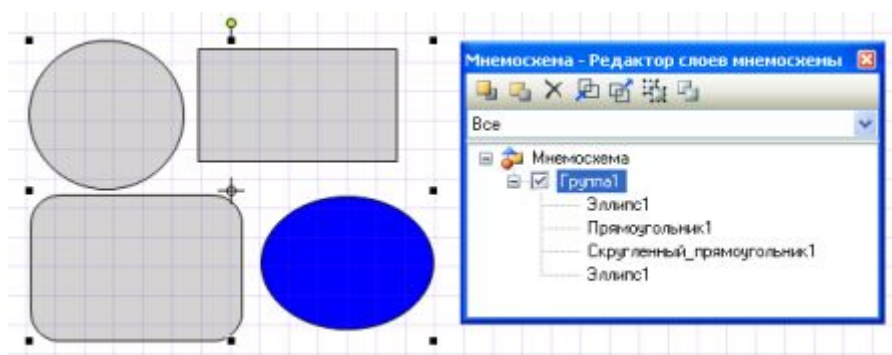 Мнемосхема - Редактор слоев мнемосхемы
Все
Мнемосхема
Группа1
Эллипс1
Прямоугольник1
Скругленный_прямоугольник1
Эллипс1